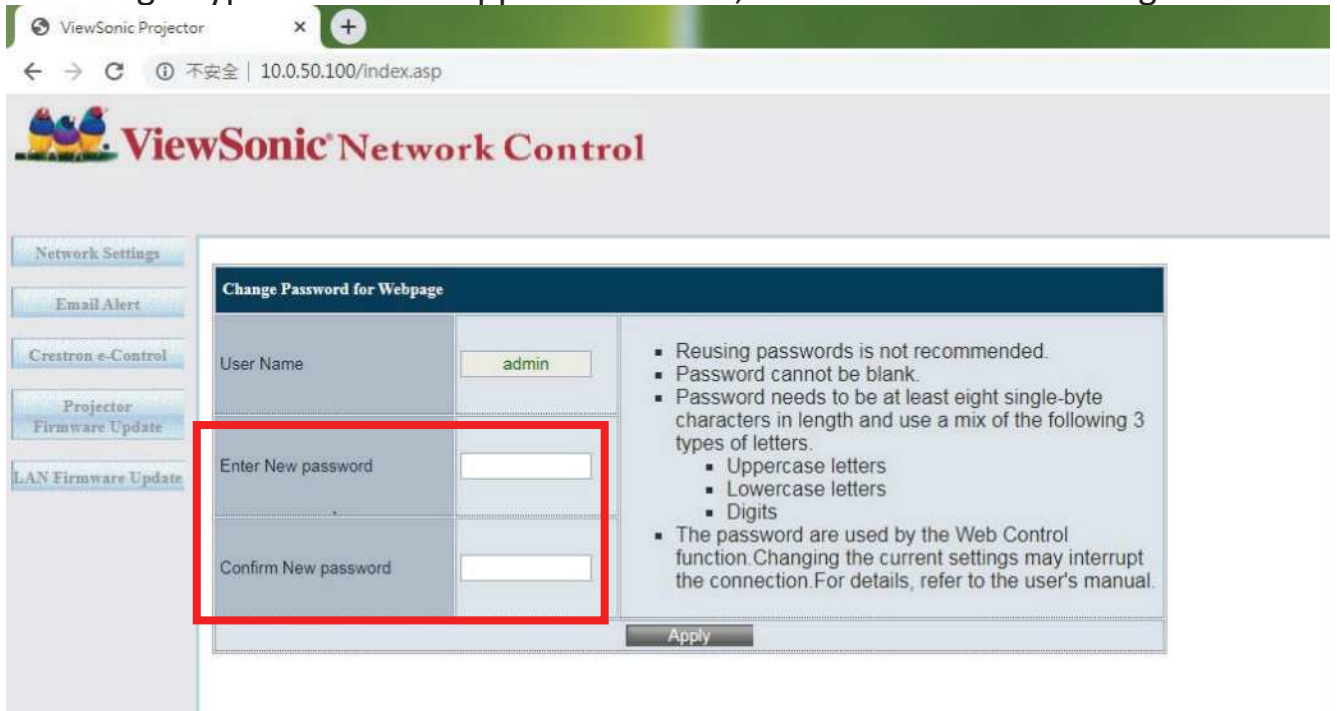 ViewSonic Projector
不安全 | 10.0.50.100/index.asp
ViewSonic® Network Control
Network Settings
Email Alert
Crestron e-Control
Projector
Firmware Update
LAN Firmware Update
Change Password for Webpage
User Name
admin
Enter New password
Confirm New password
▪ Reusing passwords is not recommended.
▪ Password cannot be blank.
▪ Password needs to be at least eight single-byte
characters in length and use a mix of the following 3
types of letters.
▪ Uppercase letters
▪ Lowercase letters
▪ Digits
▪ The password are used by the Web Control
function.Changing the current settings may interrupt
the connection.For details, refer to the user's manual.
Apply